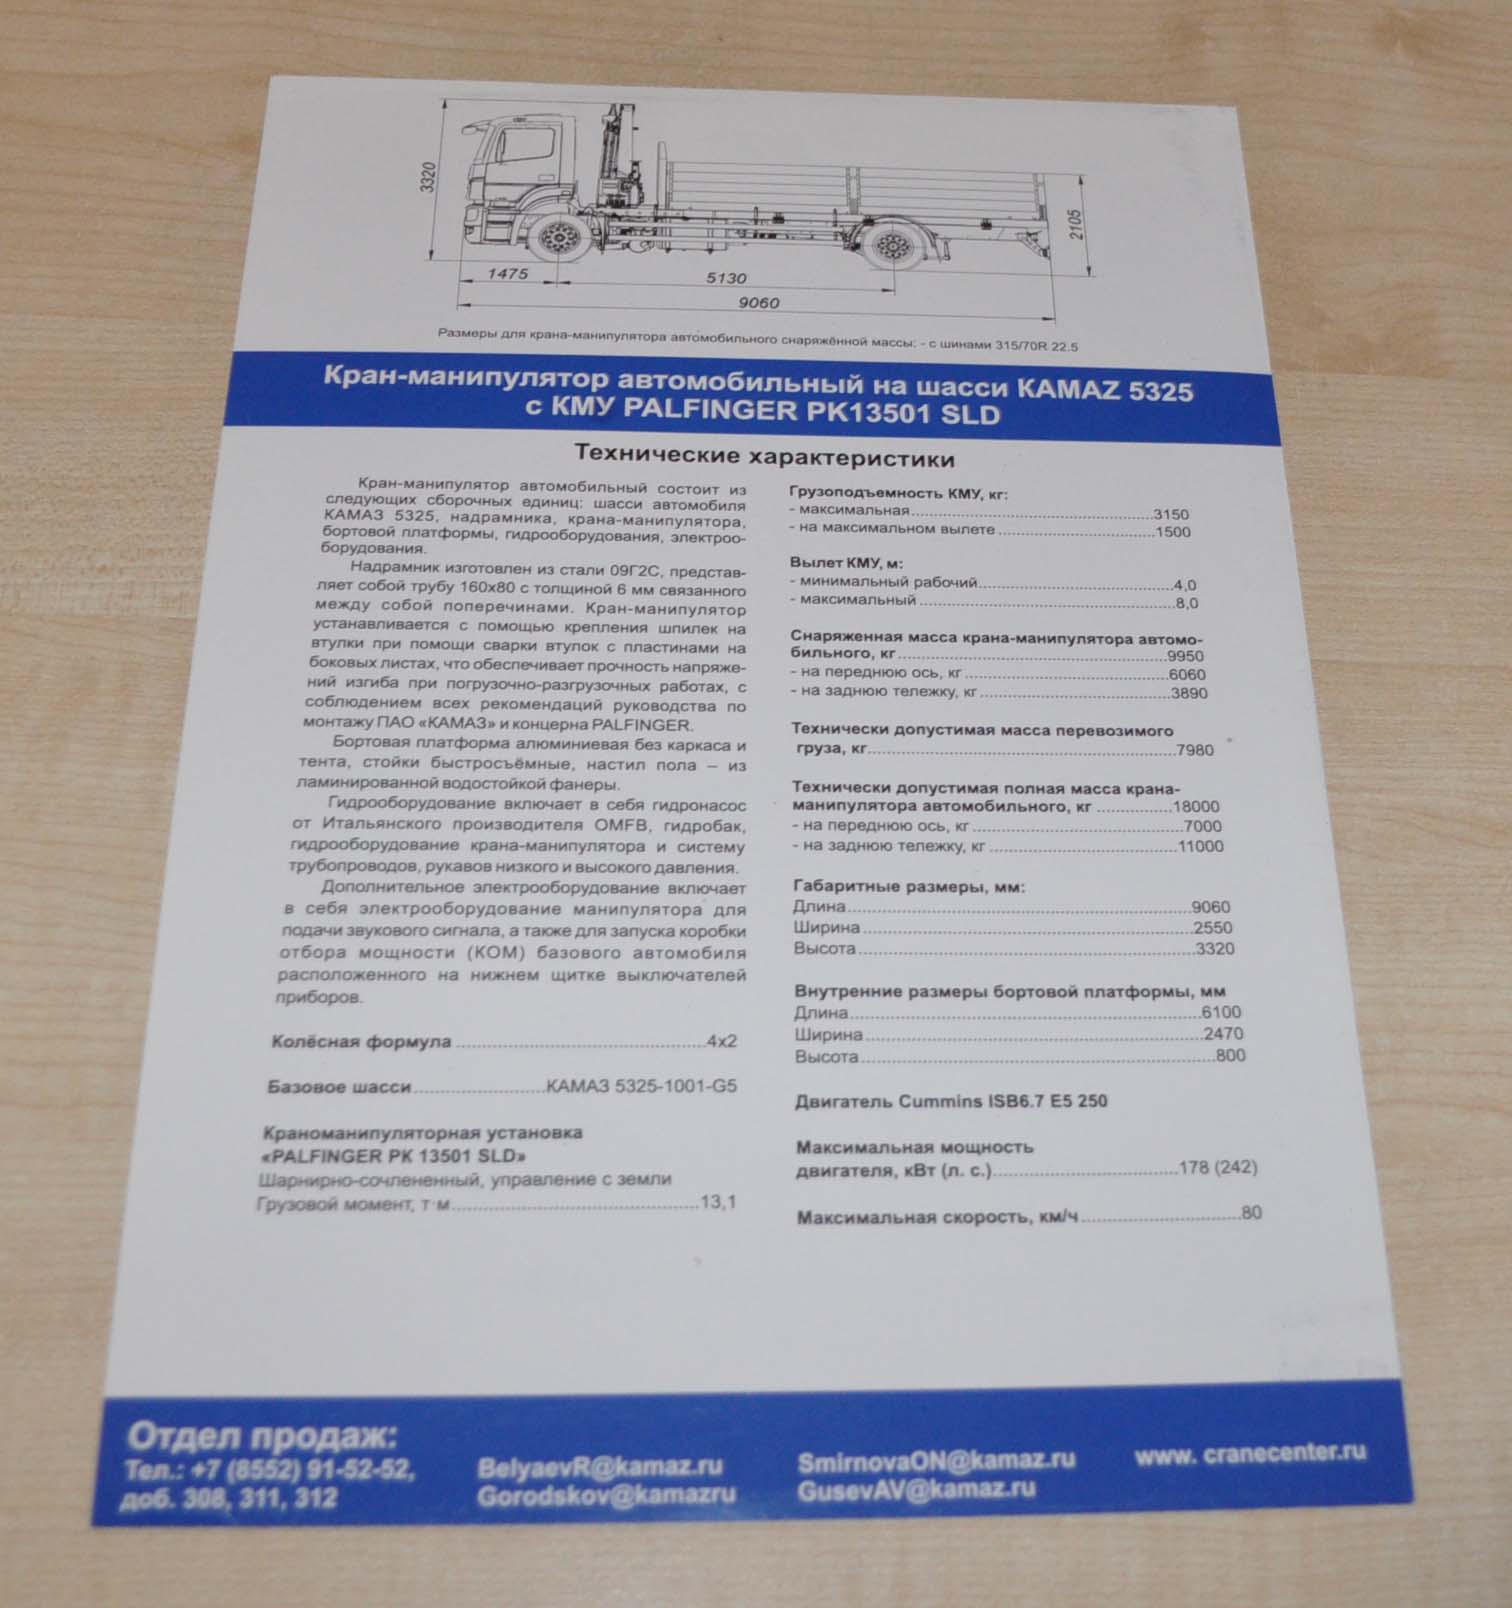 3320
2105
1475
5130
9060
Размеры для крана-манипулятора автомобильного снаряжённой массы: - с шинами 315/70R 22.5
Кран-манипулятор автомобильный на шасси KAMAZ 5325
с КМУ PALFINGER PK13501 SLD
Технические характеристики
Кран-манипулятор автомобильный состоит из
следующих сборочных единиц: шасси автомобиля
КАМАЗ 5325, надрамника, крана-манипулятора,
бортовой платформы, гидрооборудования, электроо-
борудования.
Надрамник изготовлен из стали 09Г2С, представ-
ляет собой трубу 160х80 с толщиной 6 мм связанного
между собой поперечинами. Кран-манипулятор
устанавливается с помощью крепления шпилек на
втулки при помощи сварки втулок с пластинами на
боковых листах, что обеспечивает прочность напряже-
ний изгиба при погрузочно-разгрузочных работах, с
соблюдением всех рекомендаций руководства по
монтажу ПАО «КАМАЗ» и концерна PALFINGER.
Бортовая платформа алюминиевая без каркаса и
тента, стойки быстросъёмные, настил пола – из
ламинированной водостойкой фанеры.
Гидрооборудование включает в себя гидронасос
от Итальянского производителя OMFB, гидробак,
гидрооборудование крана-манипулятора и систему
трубопроводов, рукавов низкого и высокого давления.
Дополнительное электрооборудование включает
в себя электрооборудование манипулятора для
подачи звукового сигнала, а также для запуска коробки
отбора мощности (КОМ) базового автомобиля
расположенного на нижнем щитке выключателей
приборов.
Колёсная формула ........ 4х2
Базовое шасси ........ КАМАЗ 5325-1001-G5
Краноманипуляторная установка
«PALFINGER PK 13501 SLD»
Шарнирно-сочлененный, управление с земли
Грузовой момент, т·м ........ 13,1
Грузоподъемность КМУ, кг:
- максимальная ........ 3150
- на максимальном вылете ........ 1500
Вылет КМУ, м:
- минимальный рабочий ........ 4,0
- максимальный ........ 8,0
Снаряженная масса крана-манипулятора автомо-
бильного, кг ........ 9950
- на переднюю ось, кг ........ 6060
- на заднюю тележку, кг ........ 3890
Технически допустимая масса перевозимого
груза, кг ........ 7980
Технически допустимая полная масса крана-
манипулятора автомобильного, кг ........ 18000
- на переднюю ось, кг ........ 7000
- на заднюю тележку, кг ........ 11000
Габаритные размеры, мм:
Длина ........ 9060
Ширина ........ 2550
Высота ........ 3320
Внутренние размеры бортовой платформы, мм
Длина ........ 6100
Ширина ........ 2470
Высота ........ 800
Двигатель Cummins ISB6.7 E5 250
Максимальная мощность
двигателя, кВт (л. с.) ........ 178 (242)
Максимальная скорость, км/ч ........ 80
Отдел продаж:
Тел.: +7 (8552) 91-52-52,
доб. 308, 311, 312
BelyaevR@kamaz.ru
Gorodskov@kamazru
SmirnovaON@kamaz.ru
GusevAV@kamaz.ru
www. cranecenter.ru